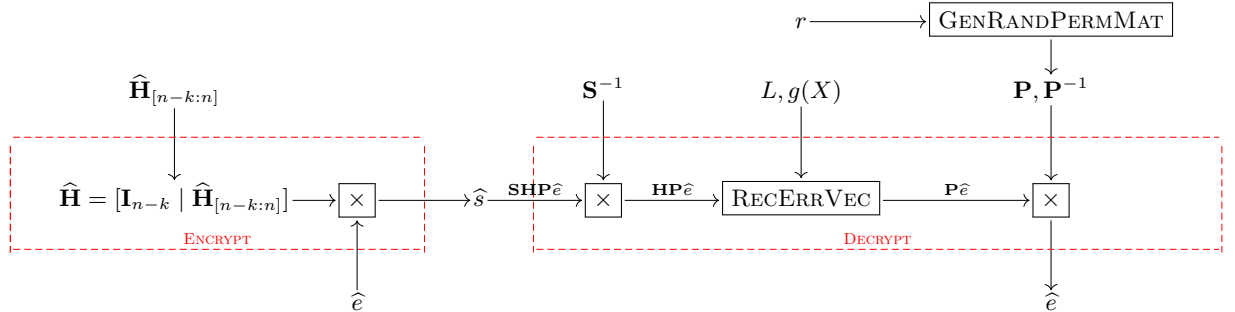 r GENRANDPERMMAT
Ĥ[n−k:n] S⁻¹ L, g(X) P, P⁻¹
Ĥ = [Iₙ₋ₖ | Ĥ[n−k:n]] × ŝ SHPê × HPê RECERRVEC Pê ×
ENCRYPT DECRYPT
ê ê